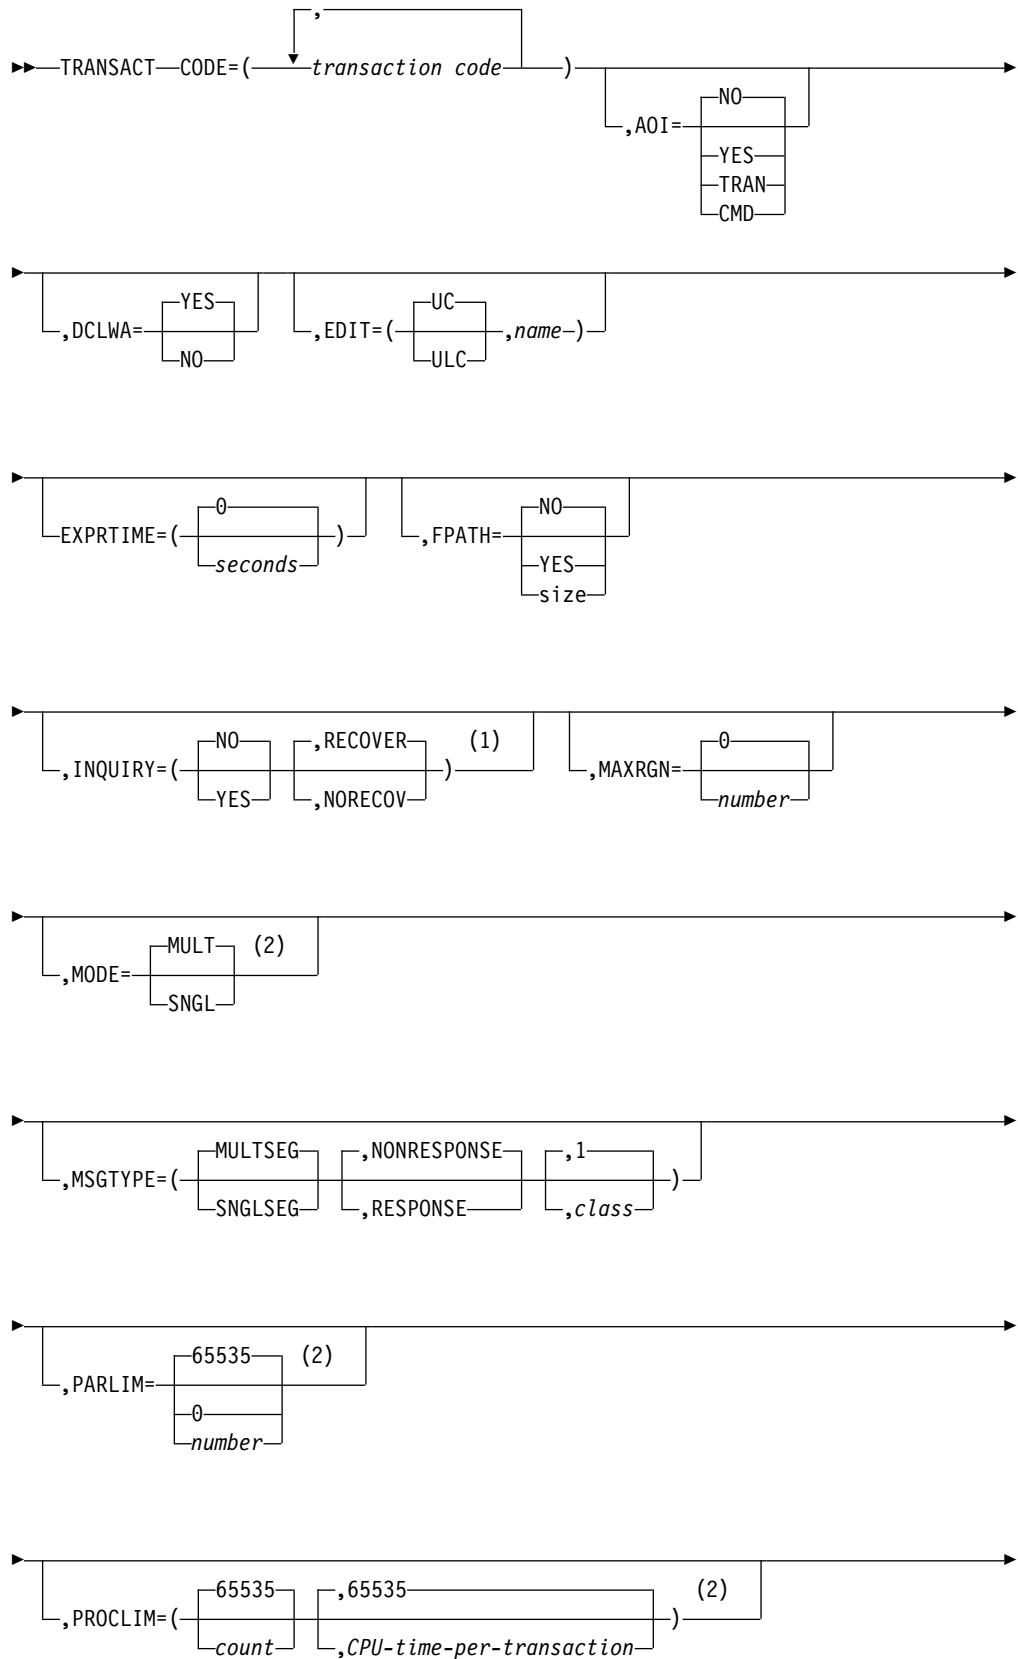 ,
TRANSACT CODE=( transaction code )
NO
,AOI=
YES
TRAN
CMD
YES UC
,DCLWA= ,EDIT=( ,name )
NO ULC
0 NO
EXPRTIME=( ) ,FPATH=
seconds YES
size
NO ,RECOVER (1) 0
,INQUIRY=( ) ,MAXRGN=
YES ,NORECOV number
MULT (2)
,MODE=
SNGL
MULTSEG ,NONRESPONSE ,1
,MSGTYPE=( )
SNGLSEG ,RESPONSE ,class
65535 (2)
,PARLIM=
0
number
65535 ,65535 (2)
,PROCLIM=( )
count ,CPU-time-per-transaction